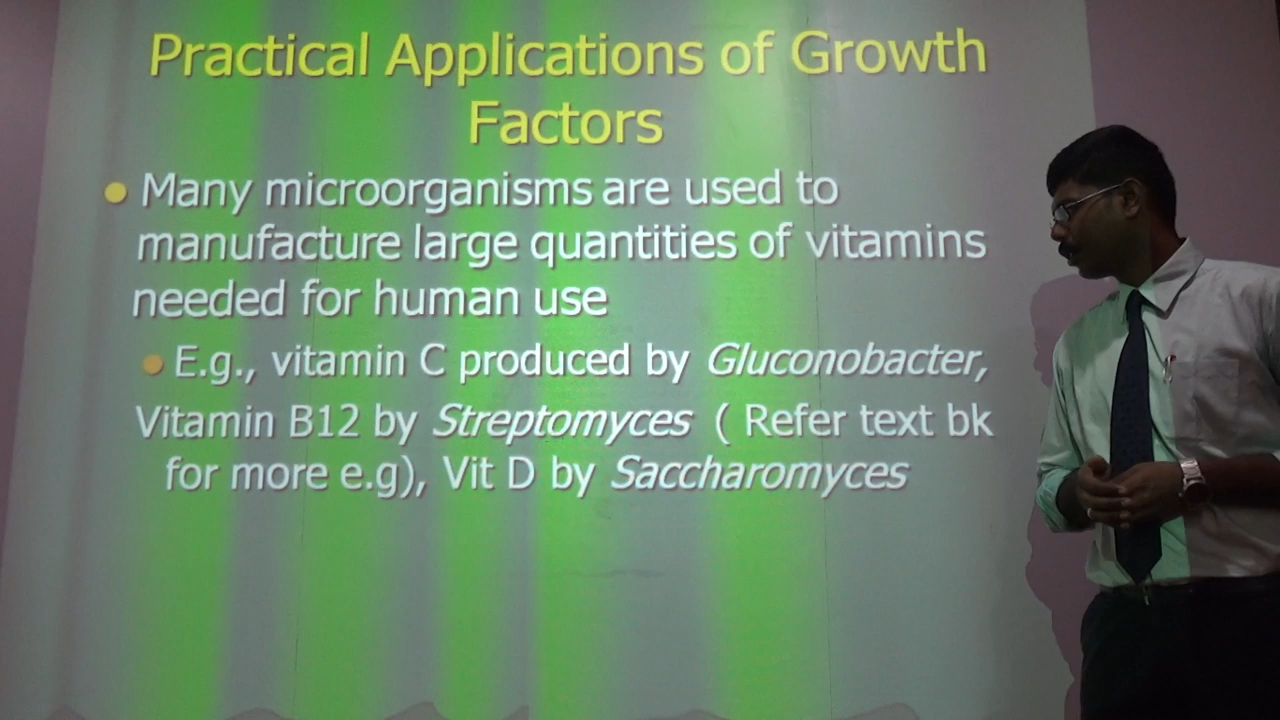 Practical Applications of Growth
Factors
Many microorganisms are used to
manufacture large quantities of vitamins
needed for human use
E.g., vitamin C produced by Gluconobacter,
Vitamin B12 by Streptomyces ( Refer text bk
for more e.g), Vit D by Saccharomyces